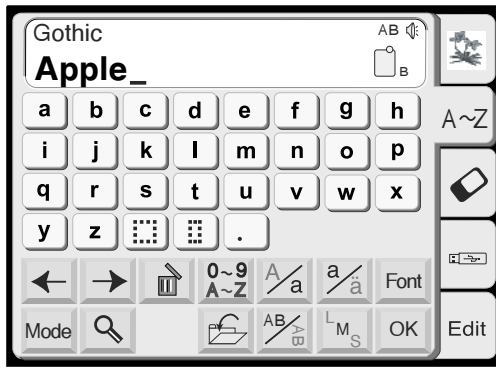 Gothic AB
Apple_ B
a b c d e f g h
i j k l m n o p
q r s t u v w x
y z .
0~9 A~Z A/a a/ä Font
Mode AB/AB L M S OK
A~Z
Edit